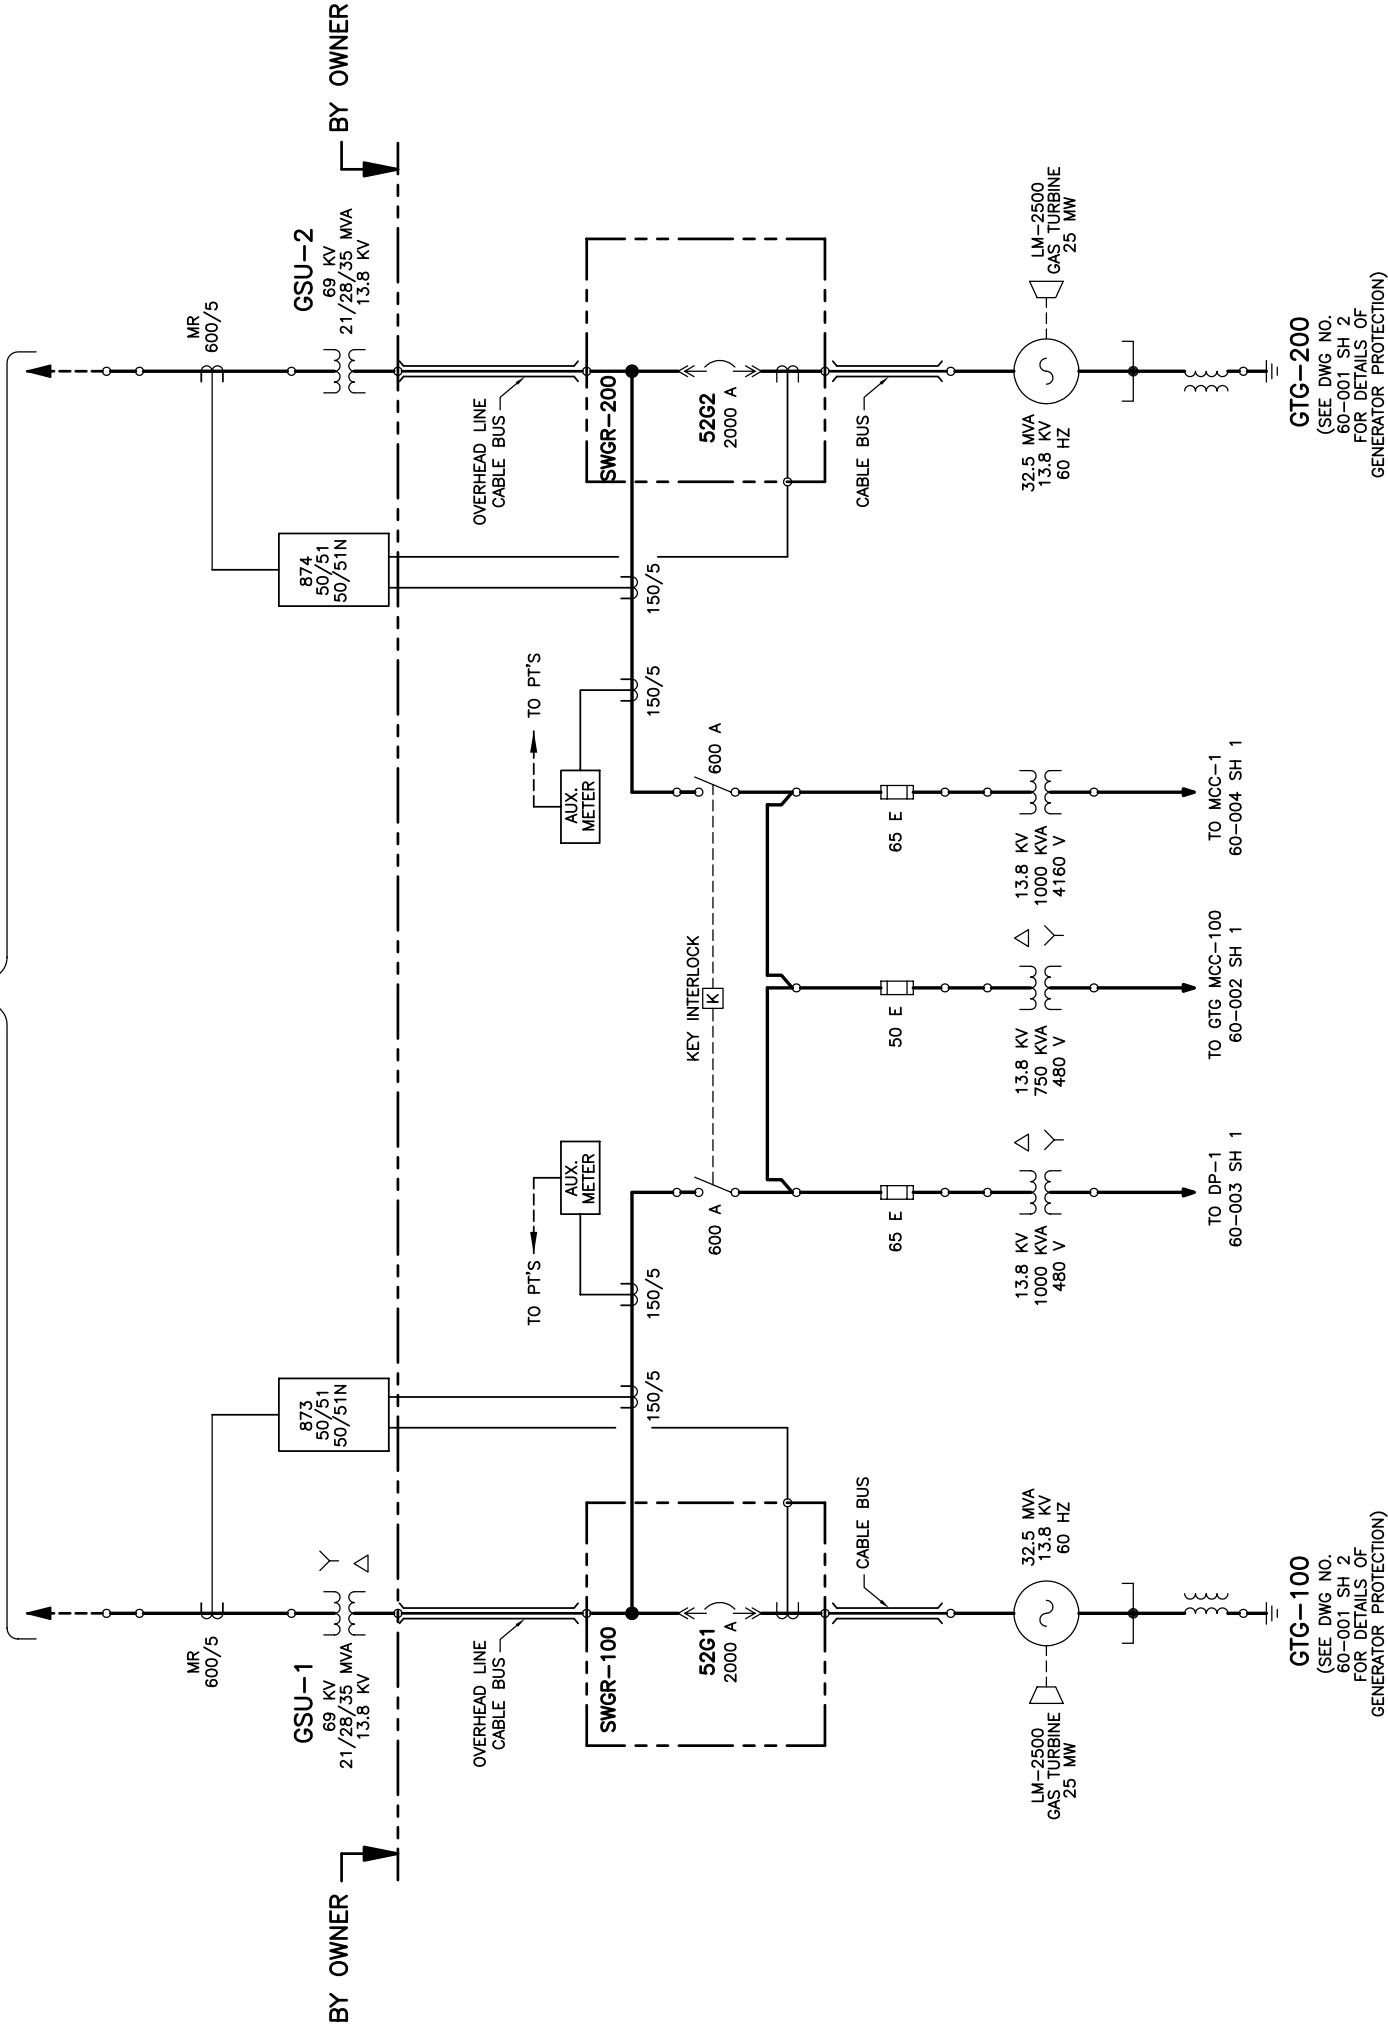 BY OWNER
BY OWNER
MR
600/5
MR
600/5
873
50/51
50/51N
874
50/51
50/51N
GSU-1
69 KV
21/28/35 MVA
13.8 KV
GSU-2
69 KV
21/28/35 MVA
13.8 KV
OVERHEAD LINE
CABLE BUS
TO PT'S
TO PT'S
OVERHEAD LINE
CABLE BUS
AUX.
METER
AUX.
METER
SWGR-100
150/5
150/5
150/5
150/5
SWGR-200
52G1
2000 A
600 A
KEY INTERLOCK
K
600 A
52G2
2000 A
CABLE BUS
65 E
50 E
65 E
CABLE BUS
LM-2500
GAS TURBINE
25 MW
32.5 MVA
13.8 KV
60 HZ
13.8 KV
1000 KVA
480 V
13.8 KV
750 KVA
480 V
13.8 KV
1000 KVA
4160 V
32.5 MVA
13.8 KV
60 HZ
LM-2500
GAS TURBINE
25 MW
TO DP-1
60-003 SH 1
TO GTG MCC-100
60-002 SH 1
TO MCC-1
60-004 SH 1
GTG-100
(SEE DWG NO.
60-001 SH 2
FOR DETAILS OF
GENERATOR PROTECTION)
GTG-200
(SEE DWG NO.
60-001 SH 2
FOR DETAILS OF
GENERATOR PROTECTION)